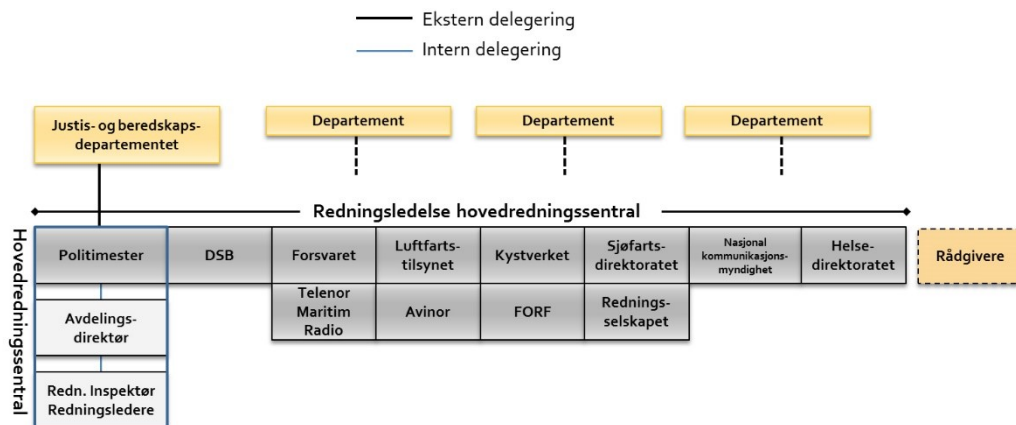 Ekstern delegering
Intern delegering
Justis- og beredskaps-
departementet
Departement
Departement
Departement
Redningsledelse hovedredningssentral
Hovedredningssentral
Politimester
DSB
Forsvaret
Luftfarts-
tilsynet
Kystverket
Sjøfarts-
direktoratet
Nasjonal
kommunikasjons-
myndighet
Helse-
direktoratet
Rådgivere
Avdelings-
direktør
Telenor
Maritim
Radio
Avinor
FORF
Rednings-
selskapet
Redn. Inspektør
Redningsledere